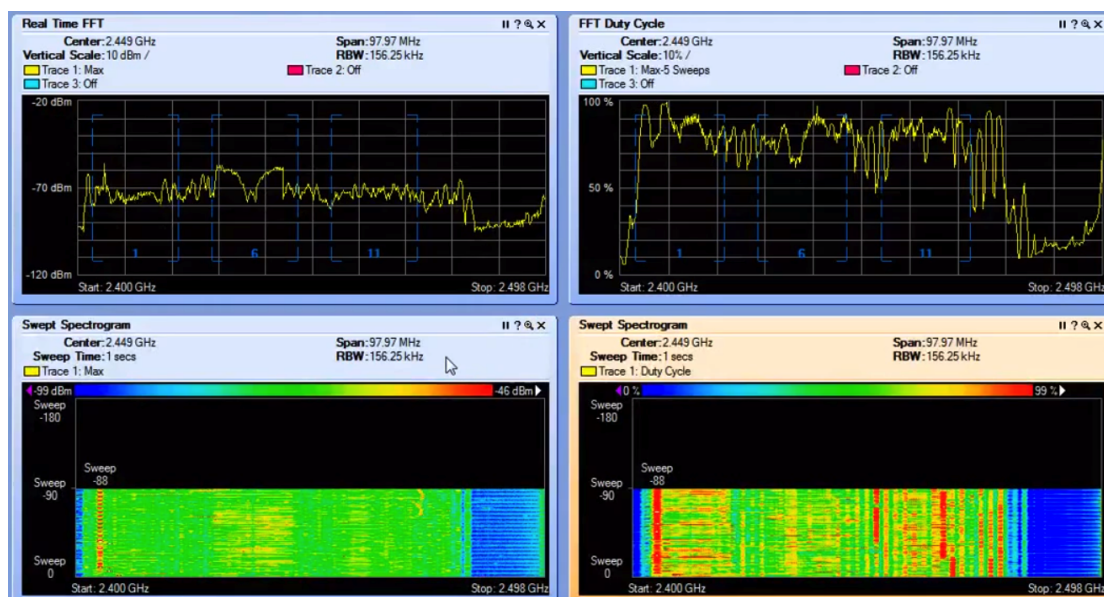 Real Time FFT
Center:2.449 GHz Span:97.97 MHz
Vertical Scale:10 dBm / RBW:156.25 kHz
Trace 1: Max Trace 2: Off
Trace 3: Off
-20 dBm
-70 dBm
-120 dBm
1 6 11
Start: 2.400 GHz Stop: 2.498 GHz
FFT Duty Cycle
Center:2.449 GHz Span:97.97 MHz
Vertical Scale:10% / RBW:156.25 kHz
Trace 1: Max-5 Sweeps Trace 2: Off
Trace 3: Off
100 %
50 %
0 %
1 6 11
Start: 2.400 GHz Stop: 2.498 GHz
Swept Spectrogram
Center:2.449 GHz Span:97.97 MHz
Sweep Time:1 secs RBW:156.25 kHz
Trace 1: Max
-99 dBm -46 dBm
Sweep
-180
Sweep
-88
Sweep
-90
Sweep
0
Start: 2.400 GHz Stop: 2.498 GHz
Swept Spectrogram
Center:2.449 GHz Span:97.97 MHz
Sweep Time:1 secs RBW:156.25 kHz
Trace 1: Duty Cycle
0 % 99 %
Sweep
-180
Sweep
-88
Sweep
-90
Sweep
0
Start: 2.400 GHz Stop: 2.498 GHz